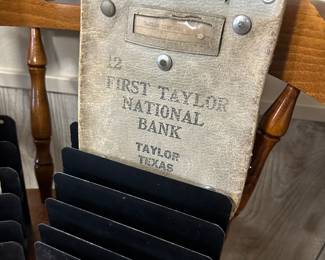 12
FIRST TAYLOR
NATIONAL
BANK
TAYLOR
TEXAS